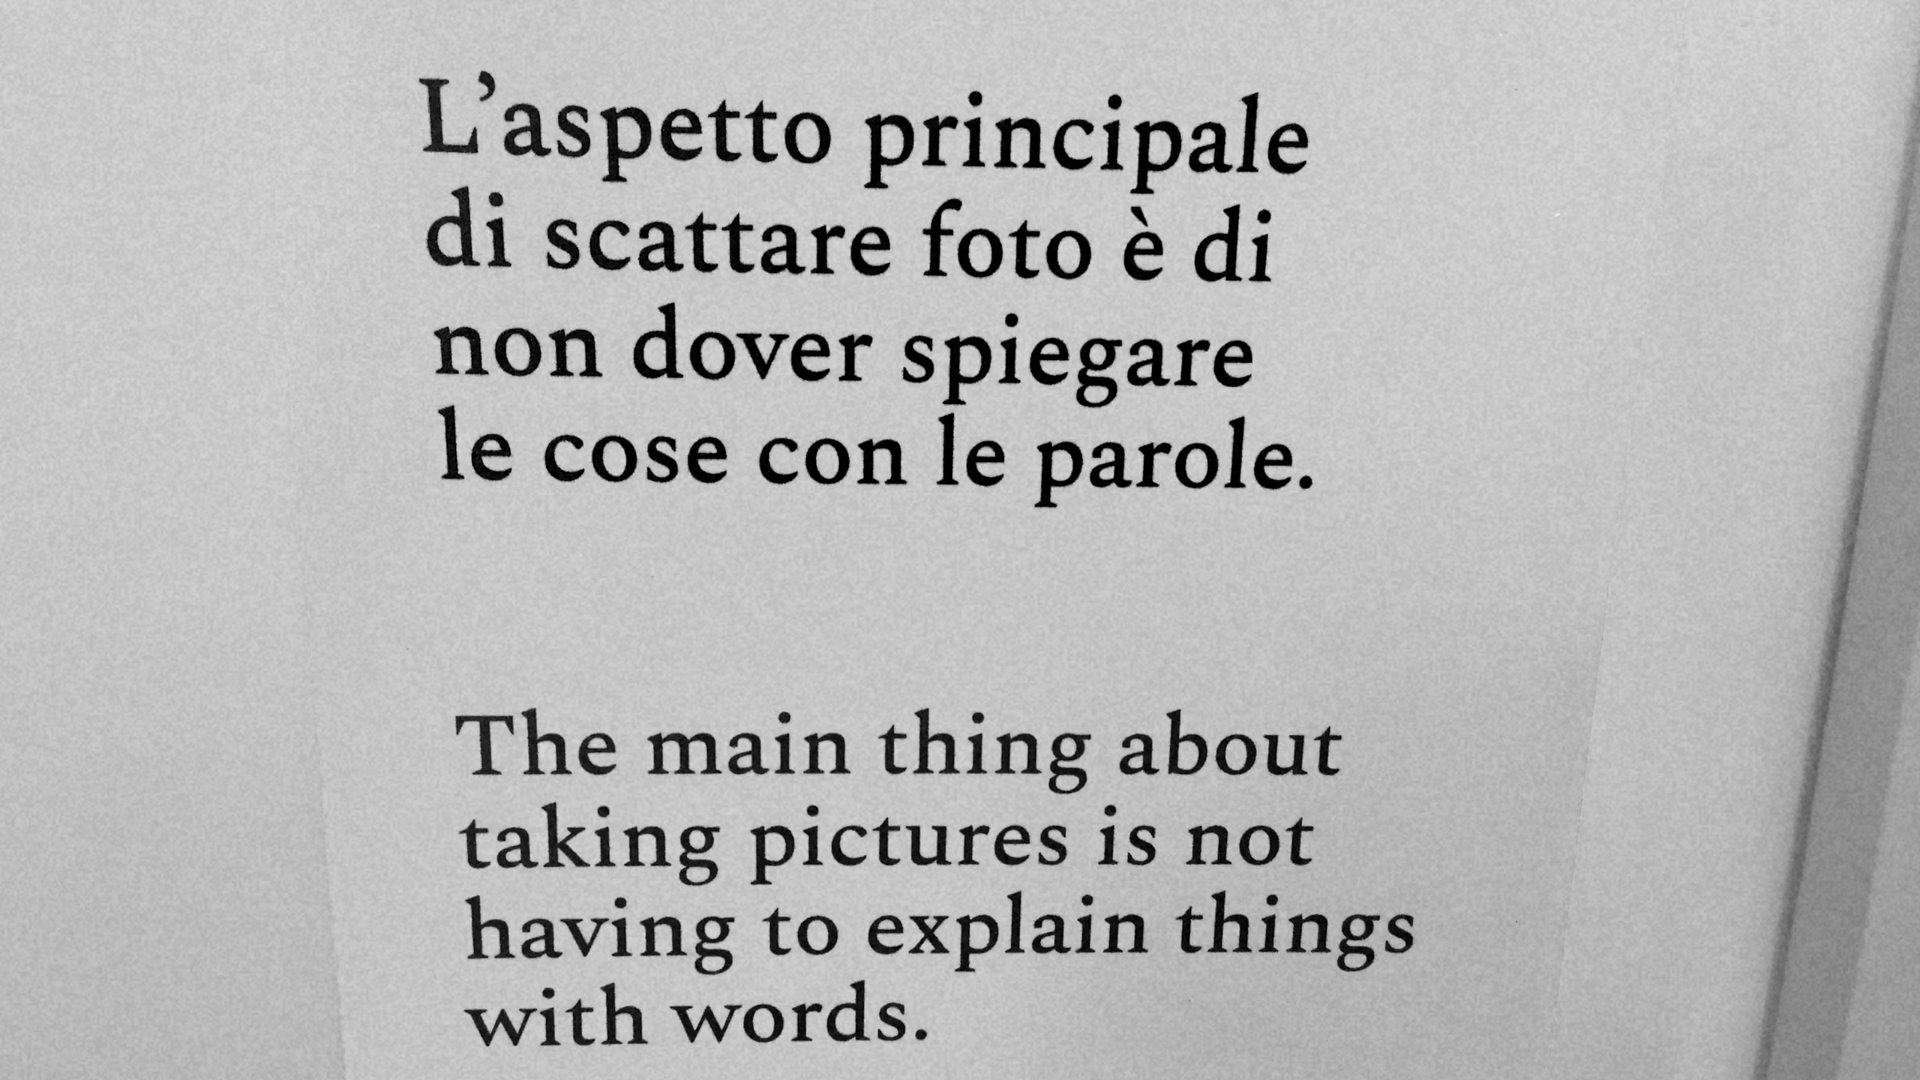 L’aspetto principale
di scattare foto è di
non dover spiegare
le cose con le parole.
The main thing about
taking pictures is not
having to explain things
with words.